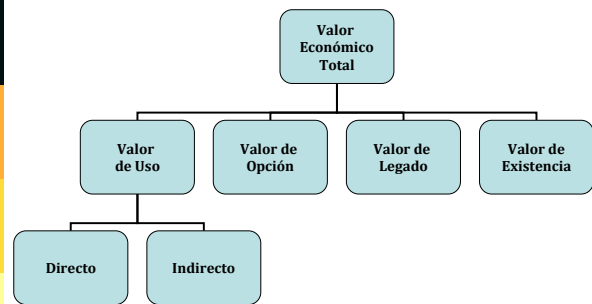 Valor
Económico
Total
Valor
de Uso
Valor de
Opción
Valor de
Legado
Valor de
Existencia
Directo
Indirecto